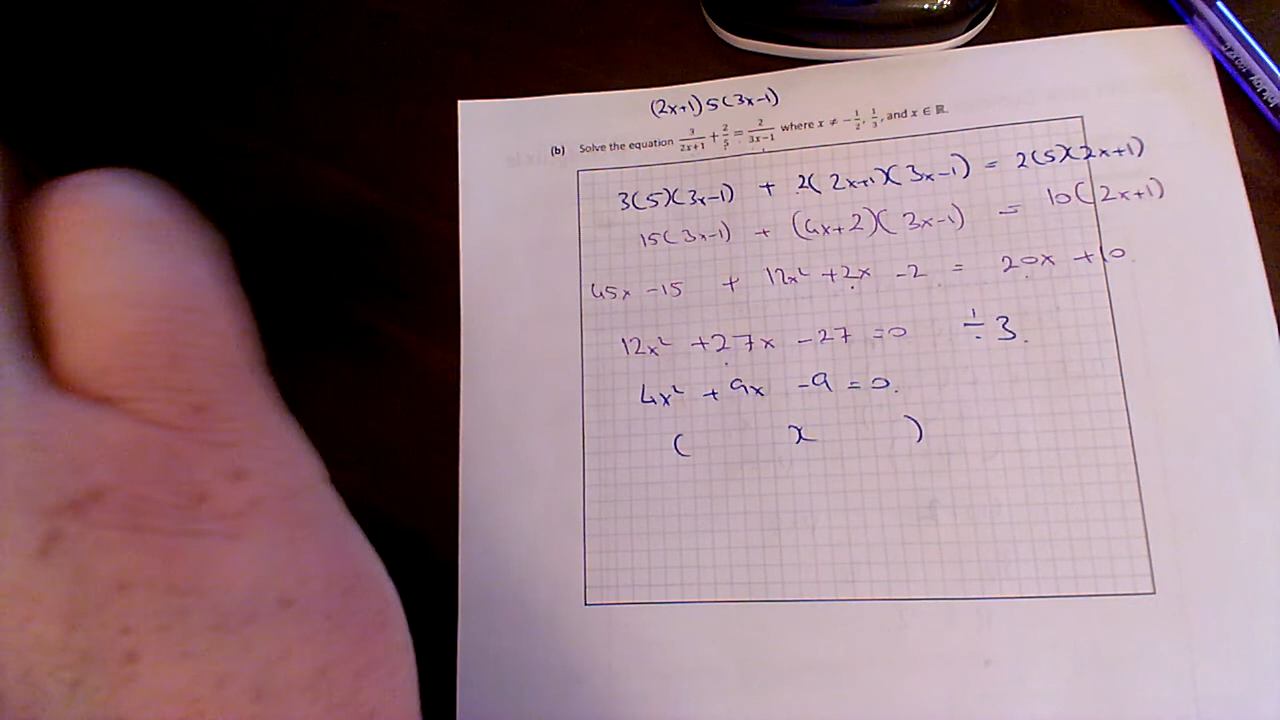 (2x+1) 5 (3x-1)
(b) Solve the equation 3/(2x+1) + 2/5 = 2/(3x−1) where x ≠ −1/2, 1/3, and x ∈ ℝ.
3(5)(3x-1) + 2(2x+1)(3x-1) = 2(5)(2x+1)
15(3x-1) + (4x+2)(3x-1) = 10(2x+1)
45x -15 + 12x² +2x -2 = 20x +10
12x² +27x -27 =0 ÷3.
4x² + 9x -9 =0.
( x )